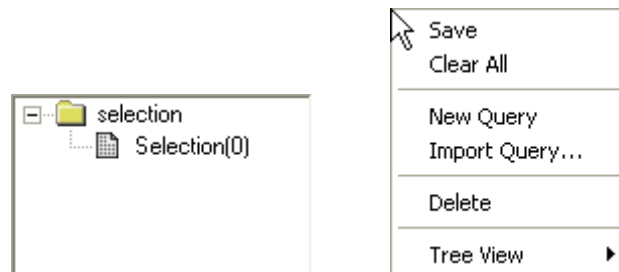 selection
Selection(0)
Save
Clear All
New Query
Import Query...
Delete
Tree View